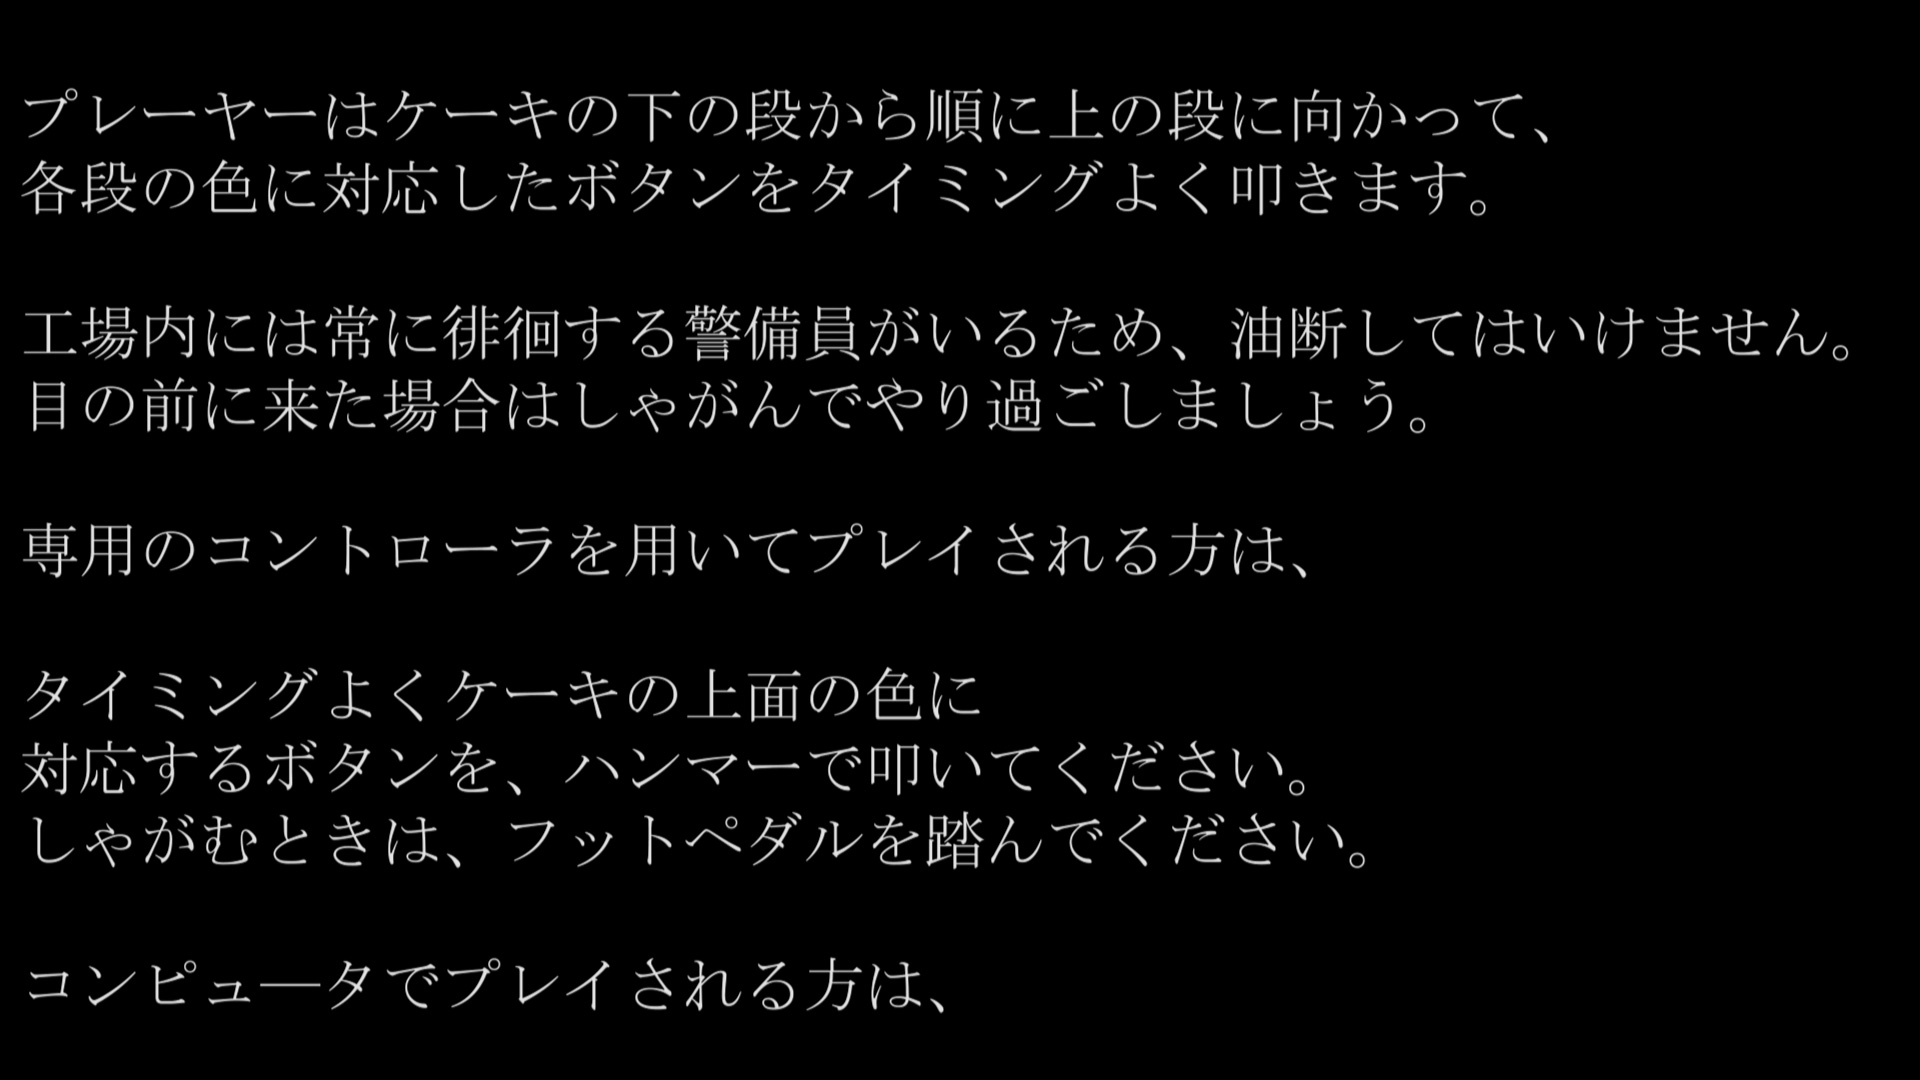 プレーヤーはケーキの下の段から順に上の段に向かって、
各段の色に対応したボタンをタイミングよく叩きます。
工場内には常に徘徊する警備員がいるため、油断してはいけません。
目の前に来た場合はしゃがんでやり過ごしましょう。
専用のコントローラを用いてプレイされる方は、
タイミングよくケーキの上面の色に
対応するボタンを、ハンマーで叩いてください。
しゃがむときは、フットペダルを踏んでください。
コンピュ―タでプレイされる方は、